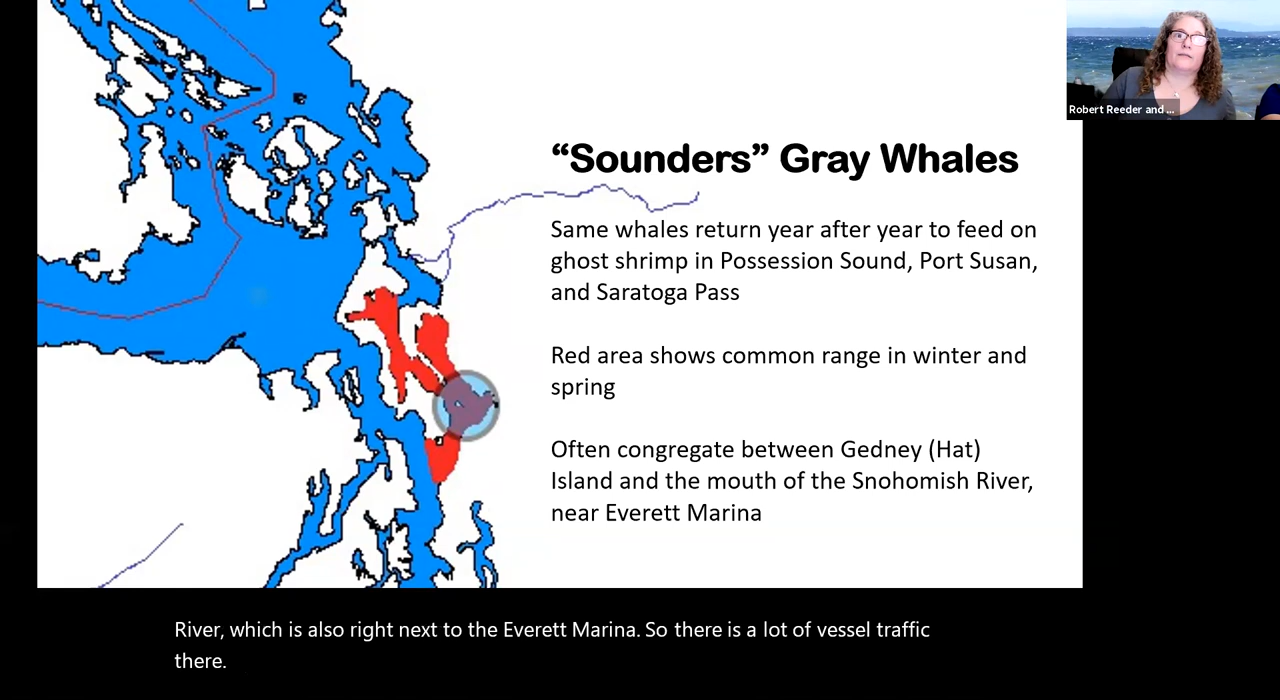 Robert Reeder and ...
“Sounders” Gray Whales
Same whales return year after year to feed on
ghost shrimp in Possession Sound, Port Susan,
and Saratoga Pass
Red area shows common range in winter and
spring
Often congregate between Gedney (Hat)
Island and the mouth of the Snohomish River,
near Everett Marina
River, which is also right next to the Everett Marina. So there is a lot of vessel traffic
there.